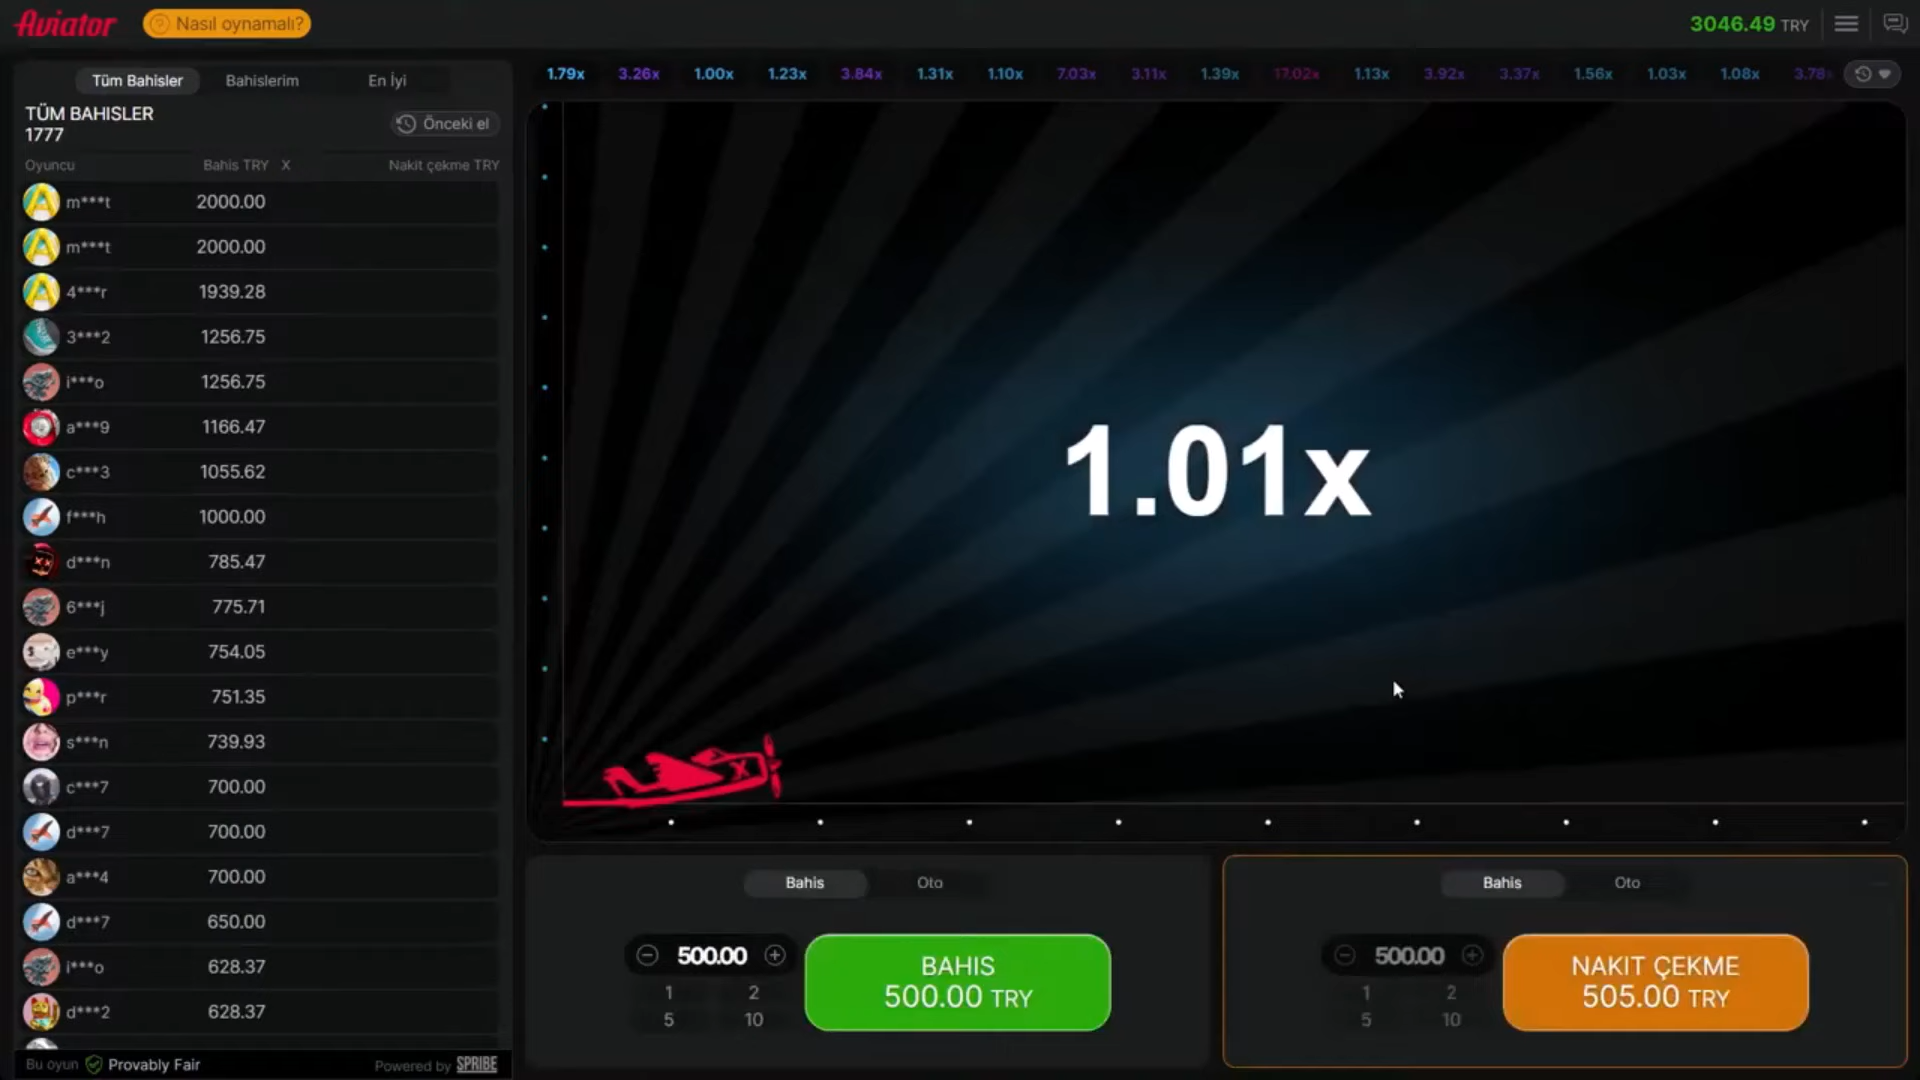 Aviator
Nasıl oynamalı?
3046.49 TRY
Tüm Bahisler
Bahislerim
En İyi
TÜM BAHISLER
1777
Önceki el
Oyuncu Bahis TRY X Nakit çekme TRY
m***t 2000.00
m***t 2000.00
4***r 1939.28
3***2 1256.75
i***o 1256.75
a***9 1166.47
c***3 1055.62
f***h 1000.00
d***n 785.47
6***j 775.71
e***y 754.05
p***r 751.35
s***n 739.93
c***7 700.00
d***7 700.00
a***4 700.00
d***7 650.00
i***o 628.37
d***2 628.37
Bu oyun Provably Fair
Powered by SPRIBE
1.79x 3.26x 1.00x 1.23x 3.84x 1.31x 1.10x 7.03x 3.11x 1.39x 17.02x 1.13x 3.92x 3.37x 1.56x 1.03x 1.08x 3.78x
1.01x
Bahis Oto
500.00
1 2
5 10
BAHIS
500.00 TRY
Bahis Oto
500.00
1 2
5 10
NAKIT ÇEKME
505.00 TRY